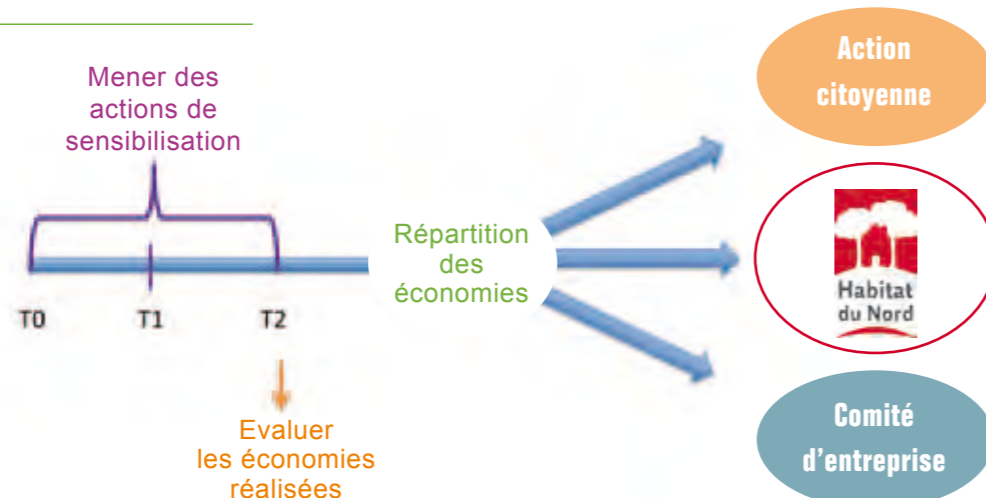 Mener des
actions de
sensibilisation
T0
T1
T2
Evaluer
les économies
réalisées
Répartition
des
économies
Action
citoyenne
Habitat
du Nord
Comité
d'entreprise